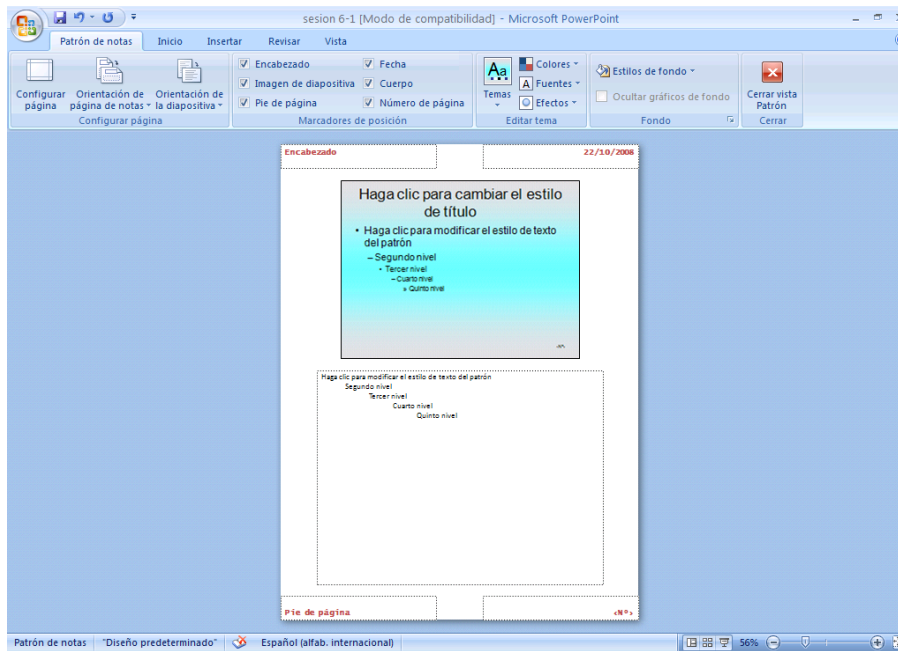 sesion 6-1 [Modo de compatibilidad] - Microsoft PowerPoint
Patrón de notas Inicio Insertar Revisar Vista
Configurar página
Orientación de página de notas
Orientación de la diapositiva
Configurar página
Encabezado
Imagen de diapositiva
Pie de página
Fecha
Cuerpo
Número de página
Marcadores de posición
Aa
Temas
Colores
A Fuentes
Efectos
Editar tema
Estilos de fondo
Ocultar gráficos de fondo
Fondo
Cerrar vista Patrón
Cerrar
Encabezado
22/10/2008
Haga clic para cambiar el estilo
de título
• Haga clic para modificar el estilo de texto
del patrón
– Segundo nivel
• Tercer nivel
– Cuarto nivel
» Quinto nivel
Haga clic para modificar el estilo de texto del patrón
Segundo nivel
Tercer nivel
Cuarto nivel
Quinto nivel
Pie de página
‹Nº›
Patrón de notas "Diseño predeterminado" Español (alfab. internacional) 56%